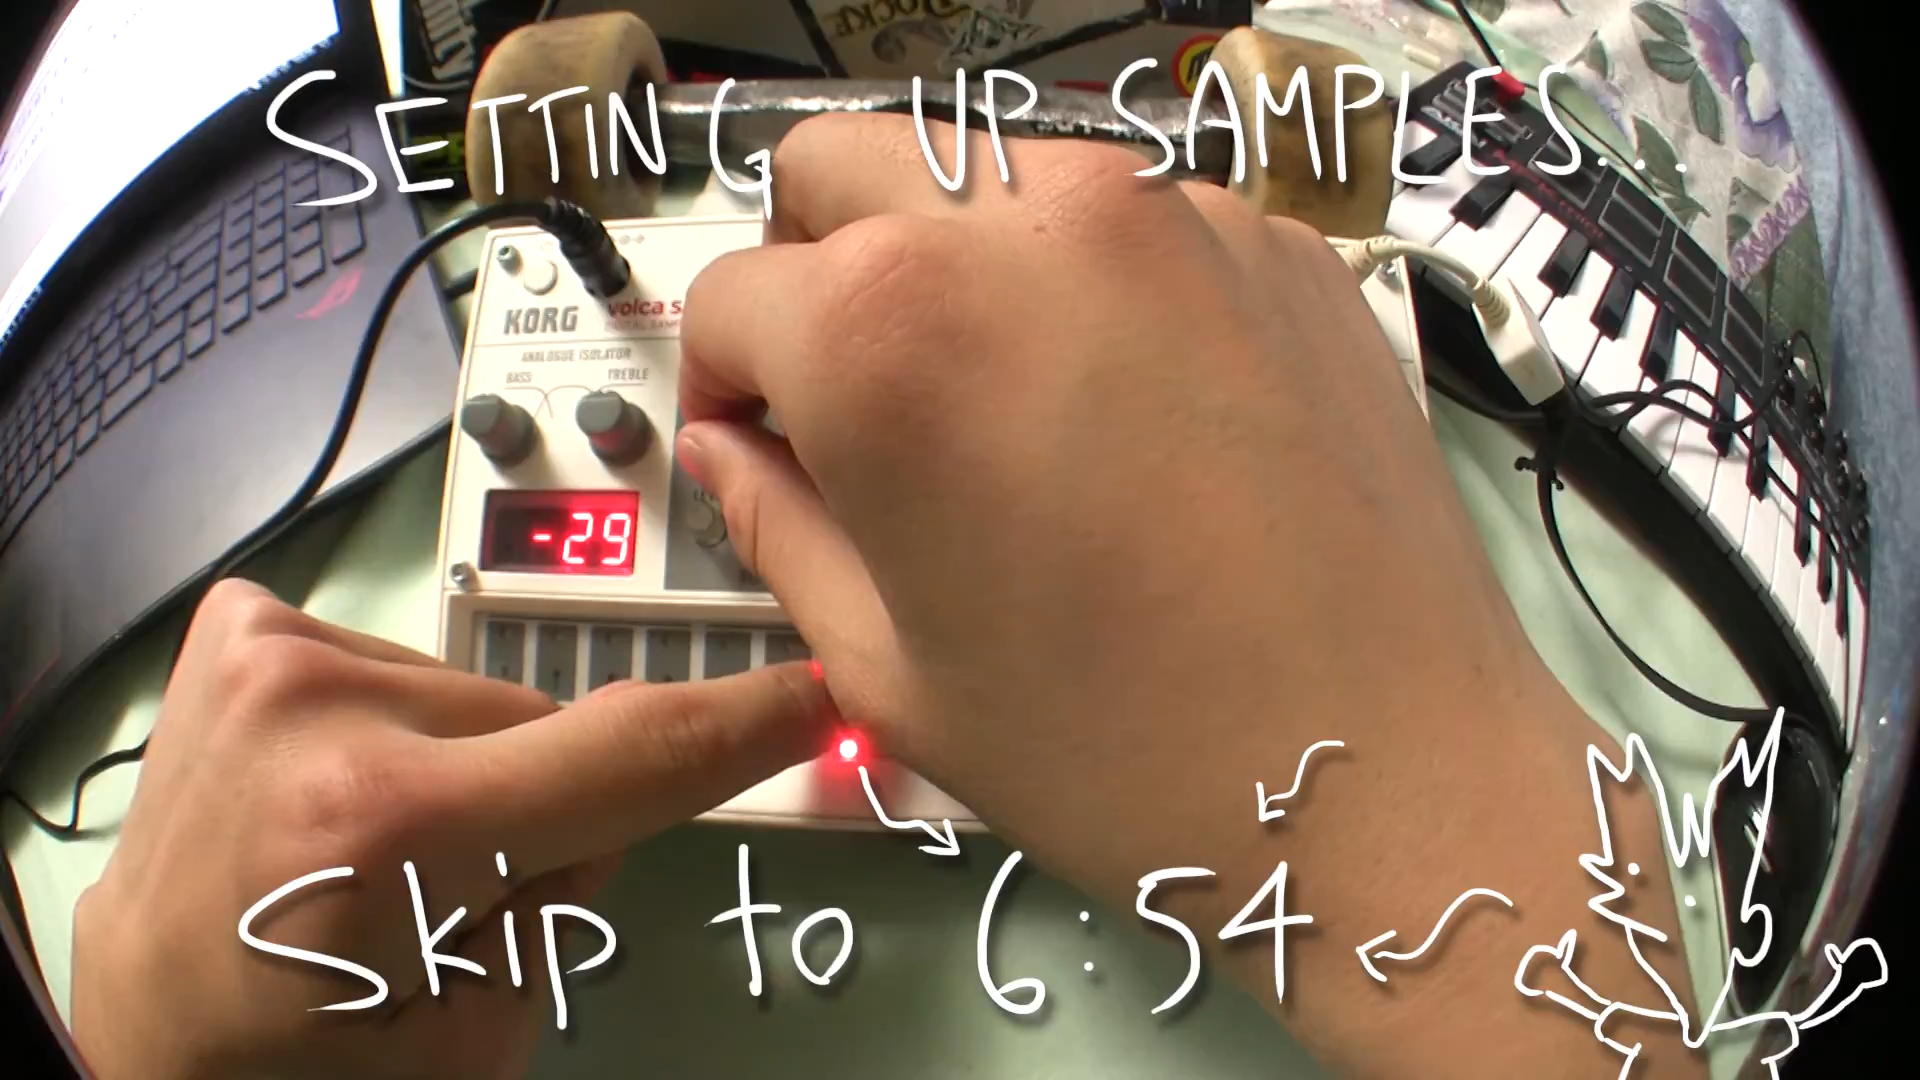 SETTING UP SAMPLES...
KORG volca s
ANALOGUE ISOLATOR
BASS TREBLE
-29
Skip to 6:54